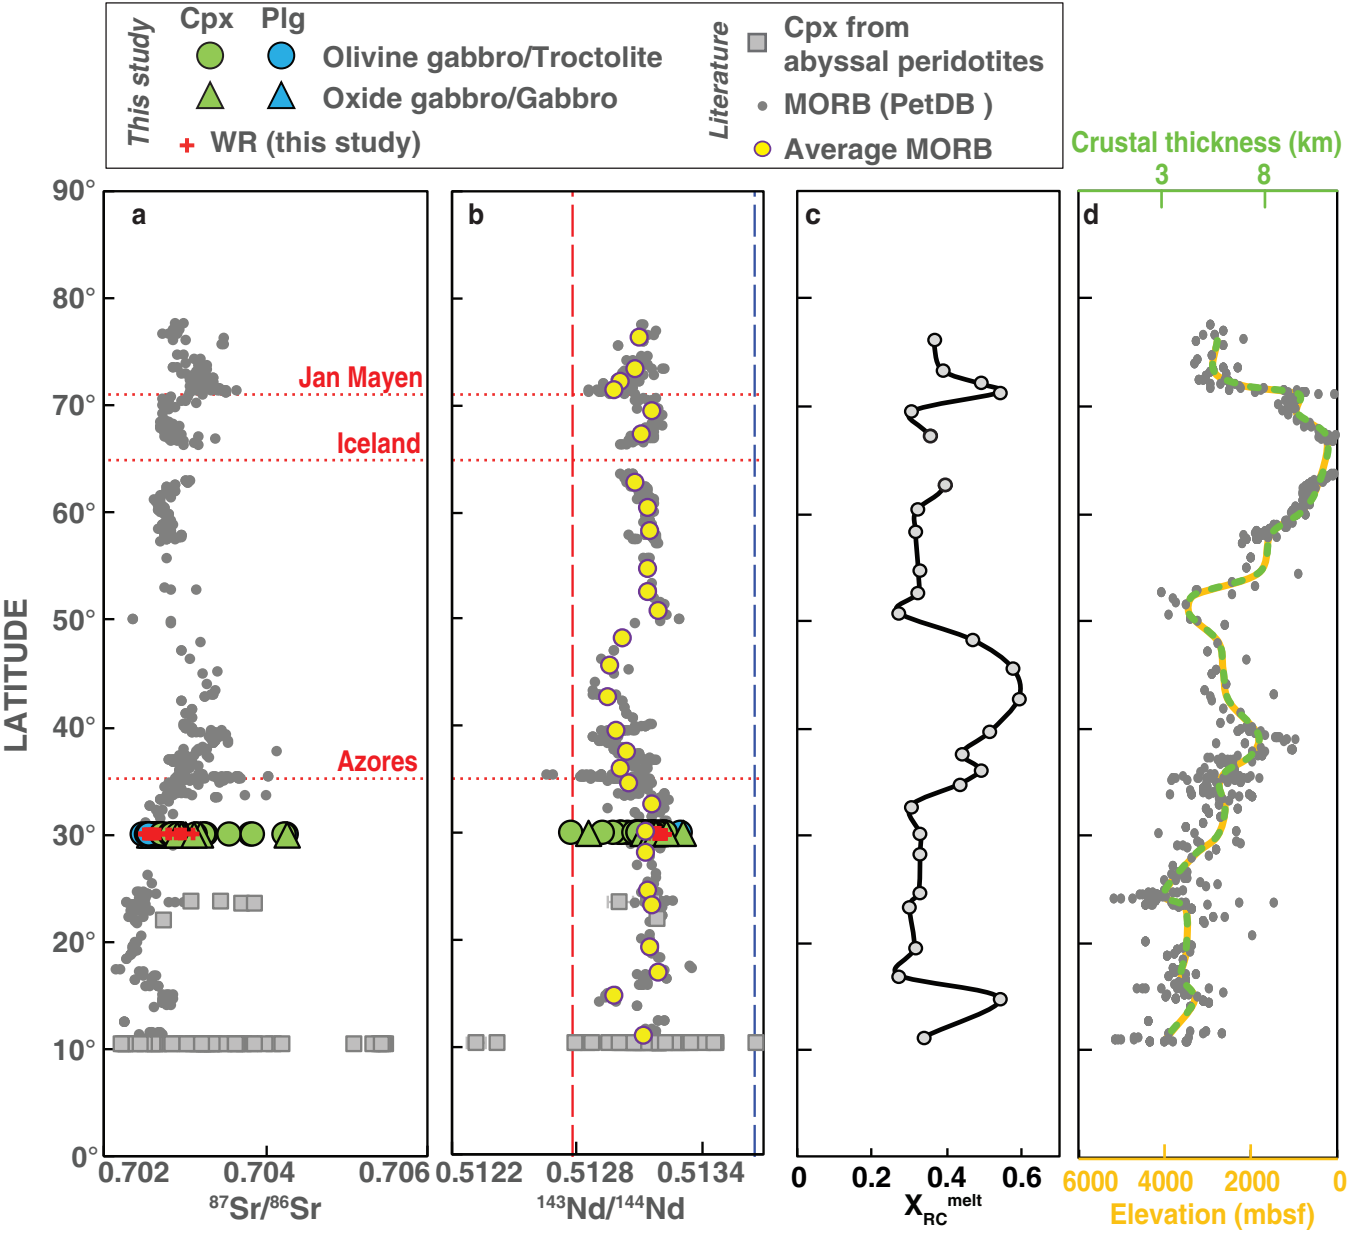 This study
Cpx Plg
Olivine gabbro/Troctolite
Oxide gabbro/Gabbro
WR (this study)
Literature
Cpx from
abyssal peridotites
MORB (PetDB )
Average MORB
Crustal thickness (km)
3 8
a b c d
LATITUDE
90°
80°
70°
60°
50°
40°
30°
20°
10°
0°
Jan Mayen
Iceland
Azores
0.702 0.704 0.706
⁸⁷Sr/⁸⁶Sr
0.5122 0.5128 0.5134
¹⁴³Nd/¹⁴⁴Nd
0 0.2 0.4 0.6
X_RC^melt
6000 4000 2000 0
Elevation (mbsf)